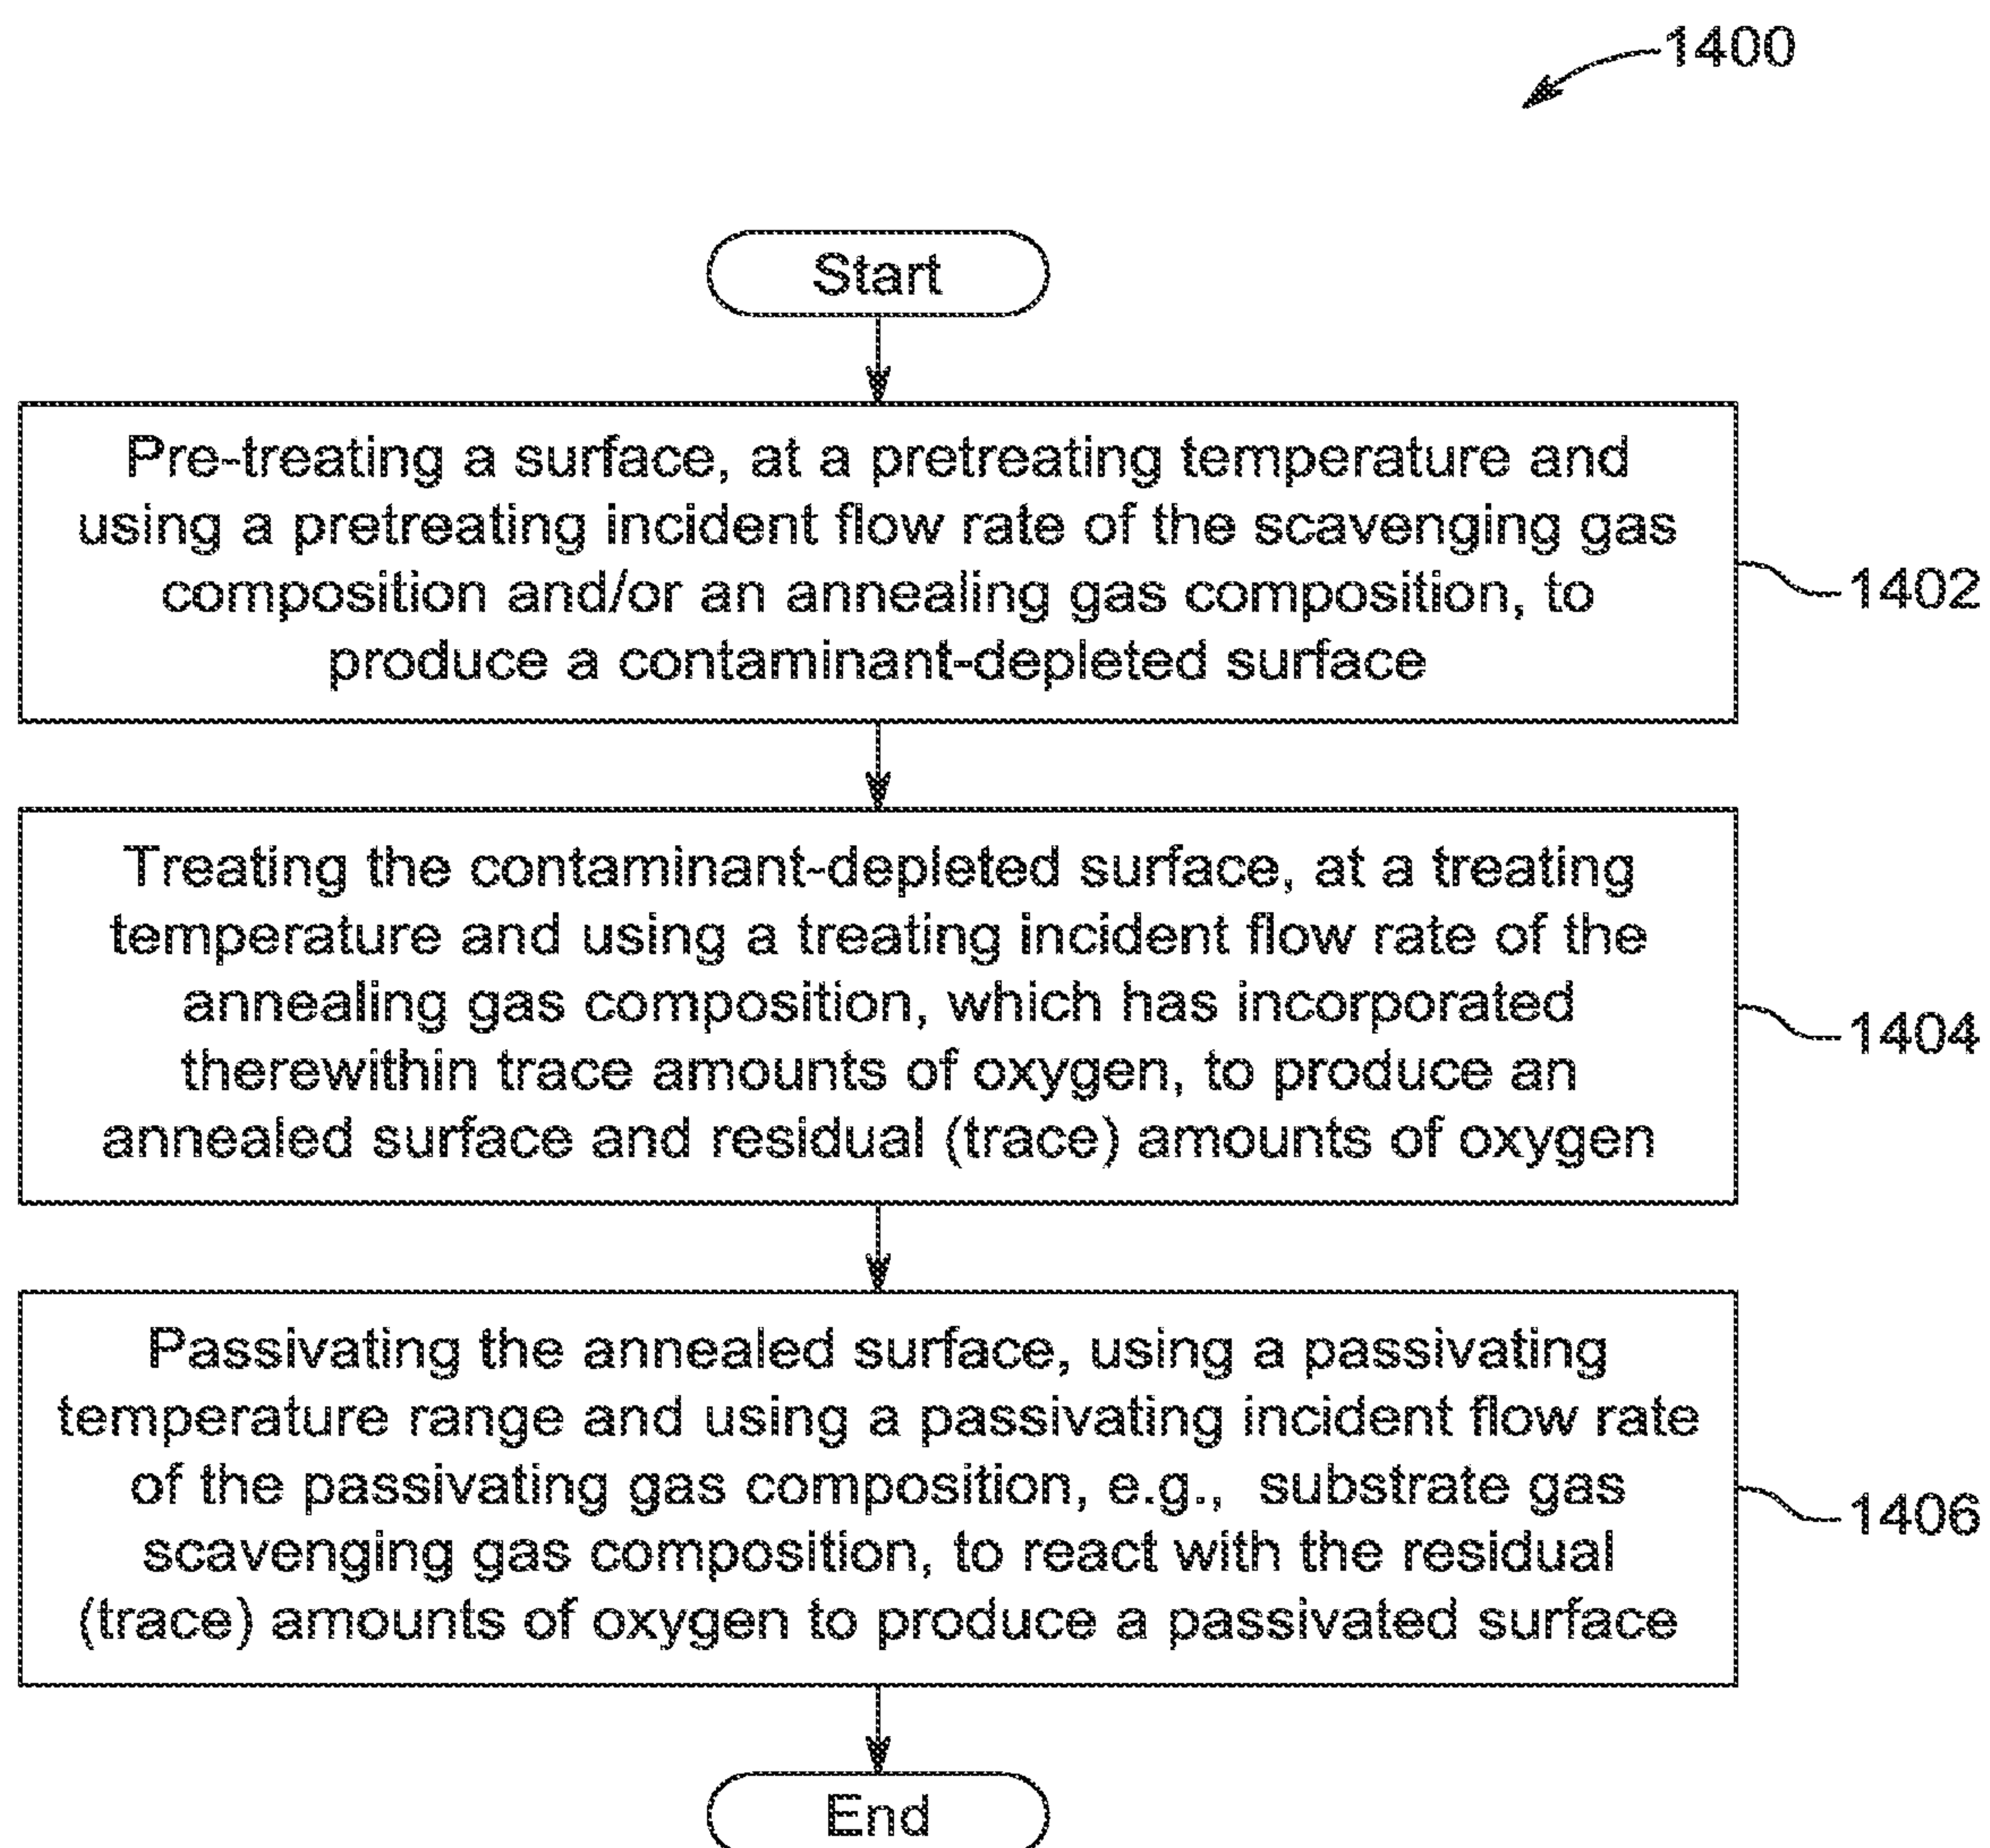 1400
Start
Pre-treating a surface, at a pretreating temperature and
using a pretreating incident flow rate of the scavenging gas
composition and/or an annealing gas composition, to
produce a contaminant-depleted surface
1402
Treating the contaminant-depleted surface, at a treating
temperature and using a treating incident flow rate of the
annealing gas composition, which has incorporated
therewithin trace amounts of oxygen, to produce an
annealed surface and residual (trace) amounts of oxygen
1404
Passivating the annealed surface, using a passivating
temperature range and using a passivating incident flow rate
of the passivating gas composition, e.g., substrate gas
scavenging gas composition, to react with the residual
(trace) amounts of oxygen to produce a passivated surface
1406
End